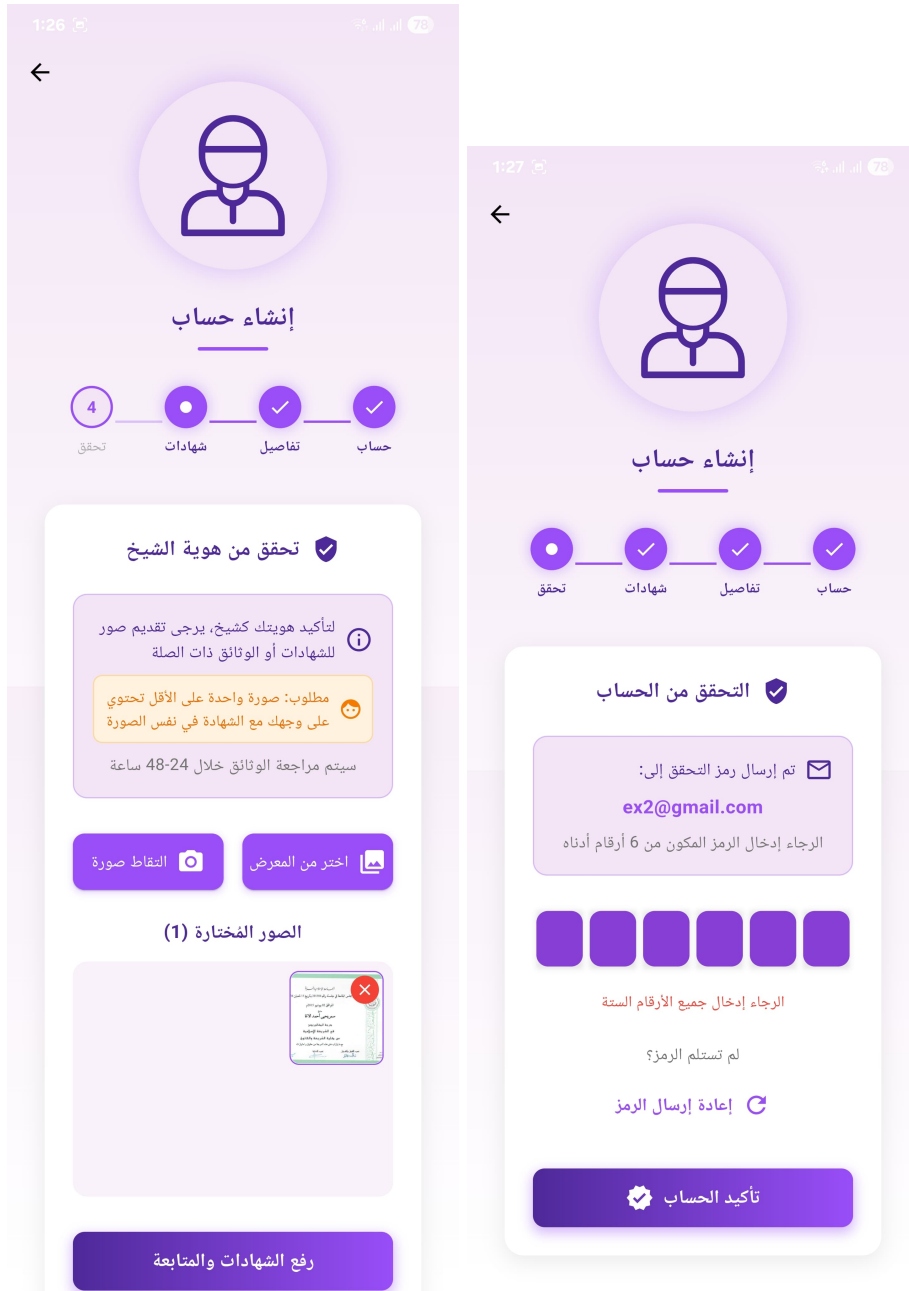 1:26
78
إنشاء حساب
حساب
تفاصيل
شهادات
4
تحقق
تحقق من هوية الشيخ
لتأكيد هويتك كشيخ، يرجى تقديم صور
للشهادات أو الوثائق ذات الصلة
مطلوب: صورة واحدة على الأقل تحتوي
على وجهك مع الشهادة في نفس الصورة
سيتم مراجعة الوثائق خلال 24-48 ساعة
اختر من المعرض
التقاط صورة
الصور المُختارة (1)
رفع الشهادات والمتابعة
1:27
78
إنشاء حساب
حساب
تفاصيل
شهادات
تحقق
التحقق من الحساب
تم إرسال رمز التحقق إلى:
ex2@gmail.com
الرجاء إدخال الرمز المكون من 6 أرقام أدناه
الرجاء إدخال جميع الأرقام الستة
لم تستلم الرمز؟
إعادة إرسال الرمز
تأكيد الحساب